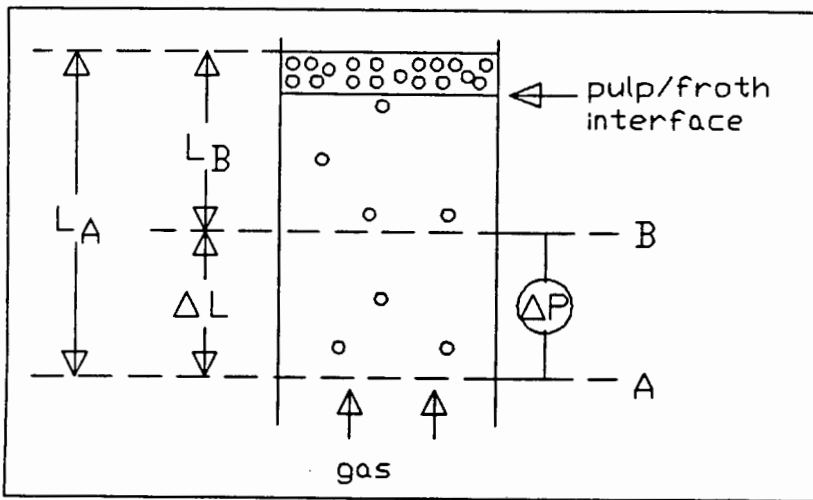 pulp/froth
interface
L_B
L_A
B
ΔL
ΔP
A
gas